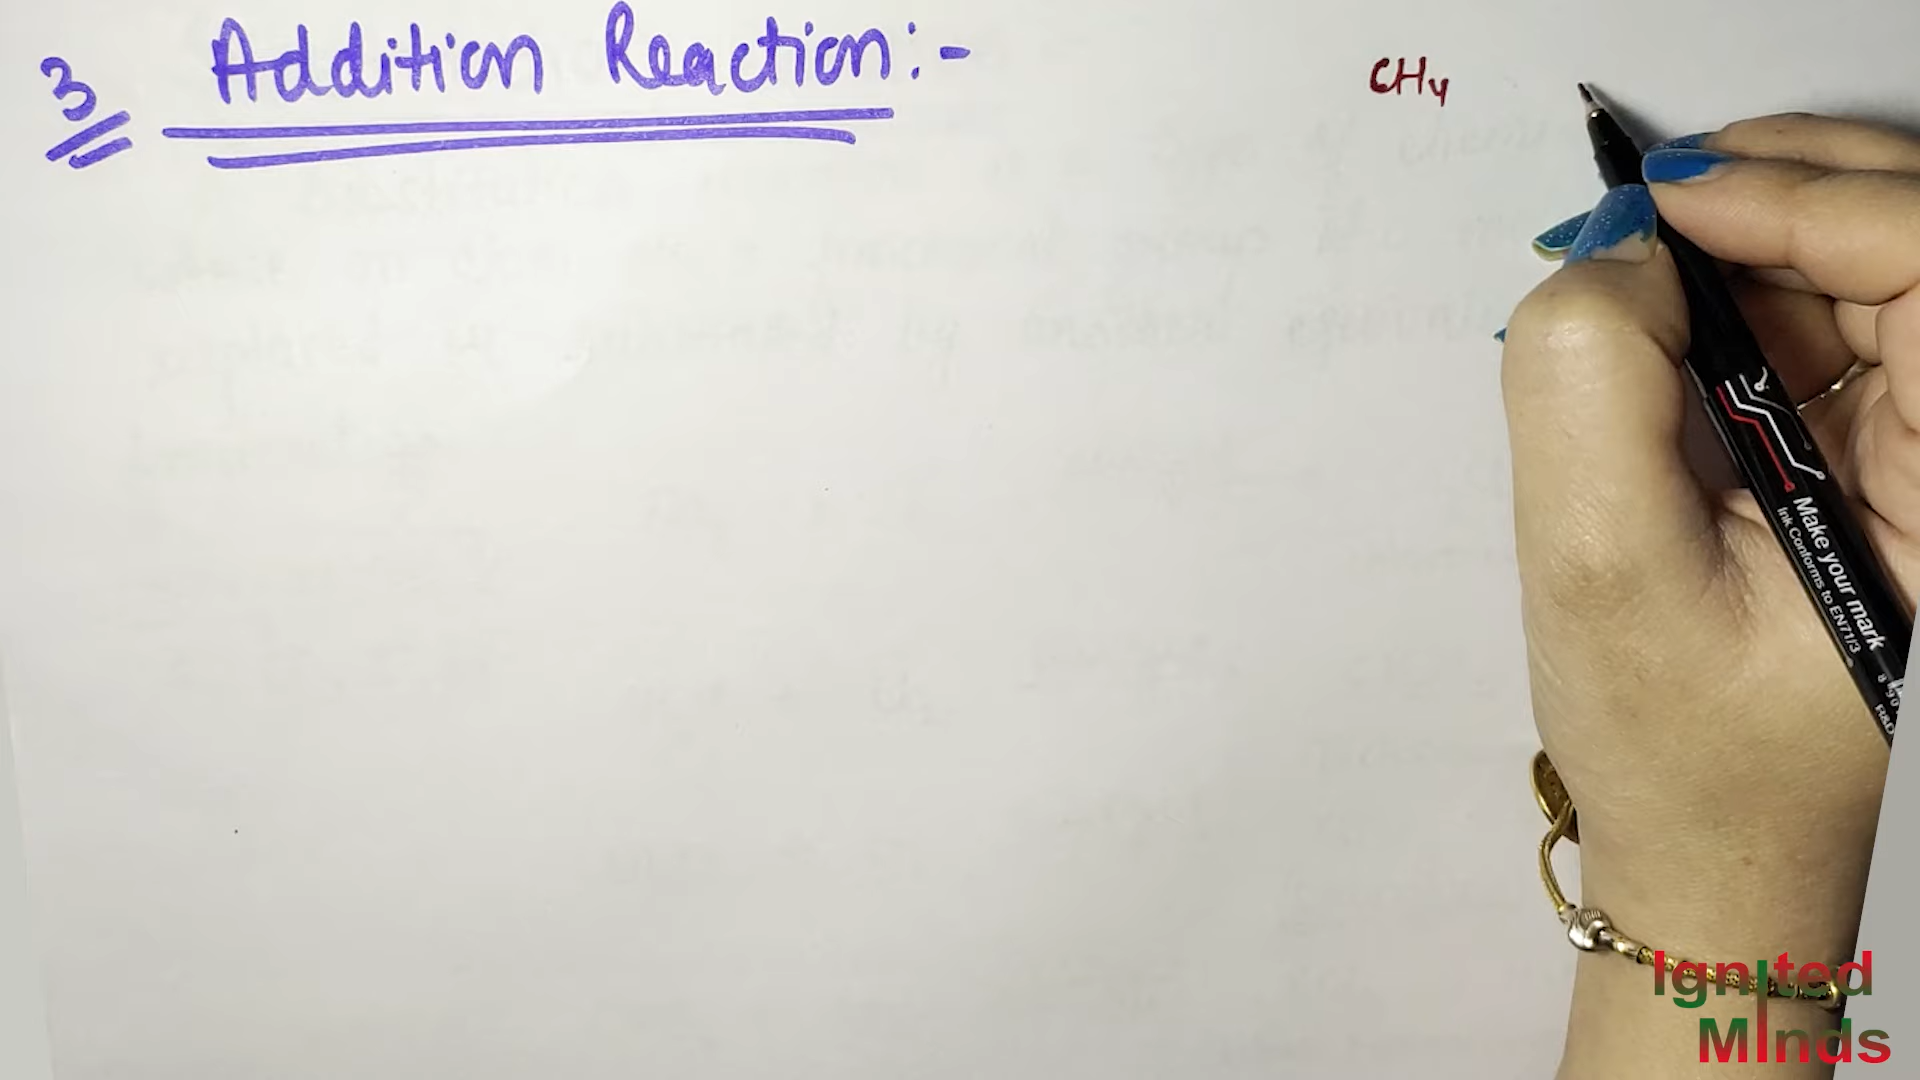 3 Addition Reaction:-
CH₄
Make your mark
Ink Conforms to EN71/3
R&D
Ignited
Minds